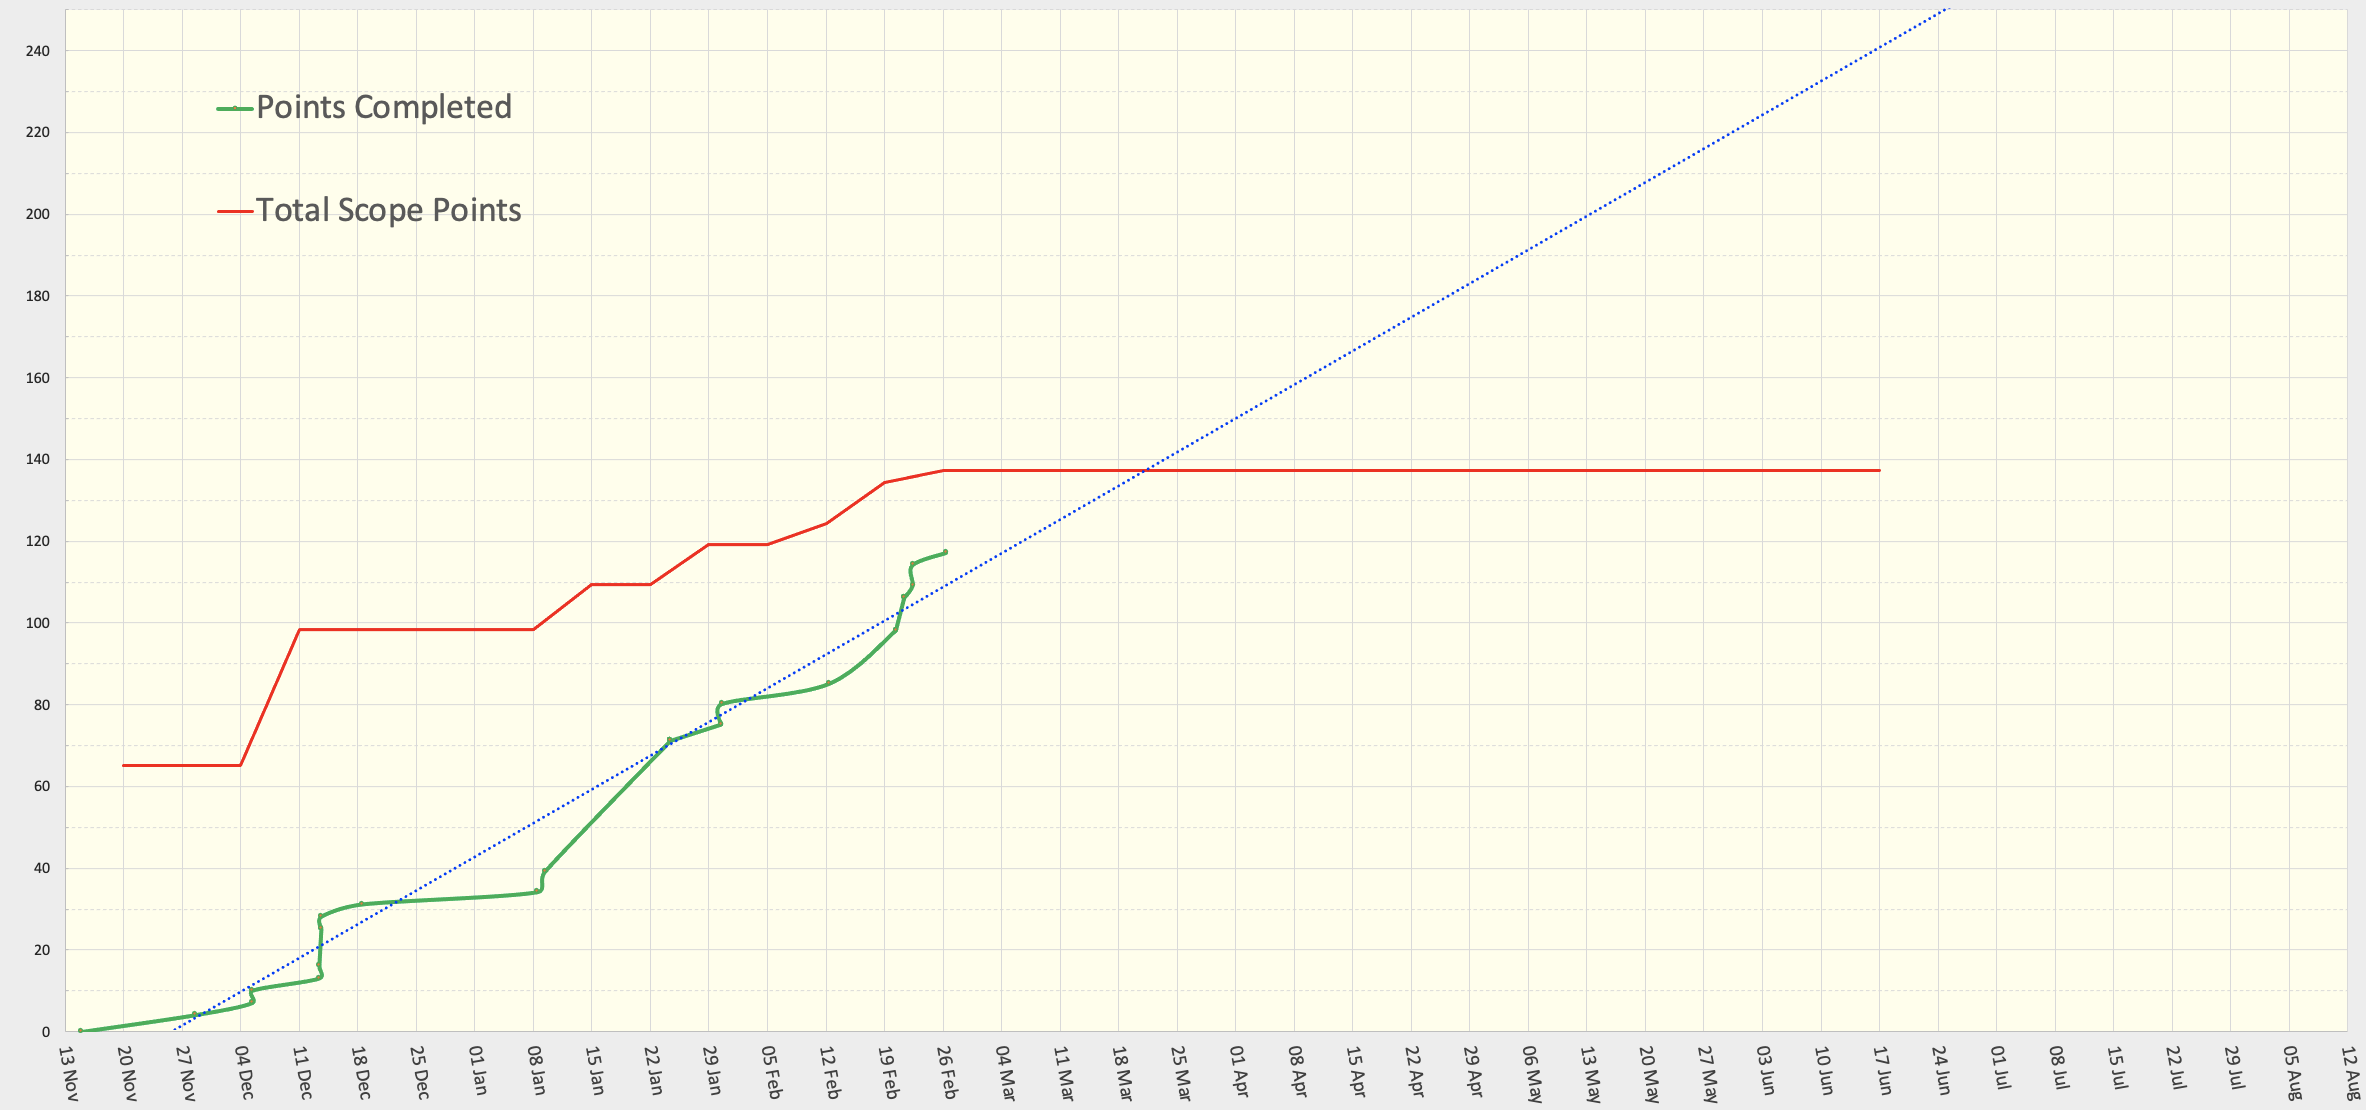 240
220
200
180
160
140
120
100
80
60
40
20
0
Points Completed
Total Scope Points
13 Nov
20 Nov
27 Nov
04 Dec
11 Dec
18 Dec
25 Dec
01 Jan
08 Jan
15 Jan
22 Jan
29 Jan
05 Feb
12 Feb
19 Feb
26 Feb
04 Mar
11 Mar
18 Mar
25 Mar
01 Apr
08 Apr
15 Apr
22 Apr
29 Apr
06 May
13 May
20 May
27 May
03 Jun
10 Jun
17 Jun
24 Jun
01 Jul
08 Jul
15 Jul
22 Jul
29 Jul
05 Aug
12 Aug